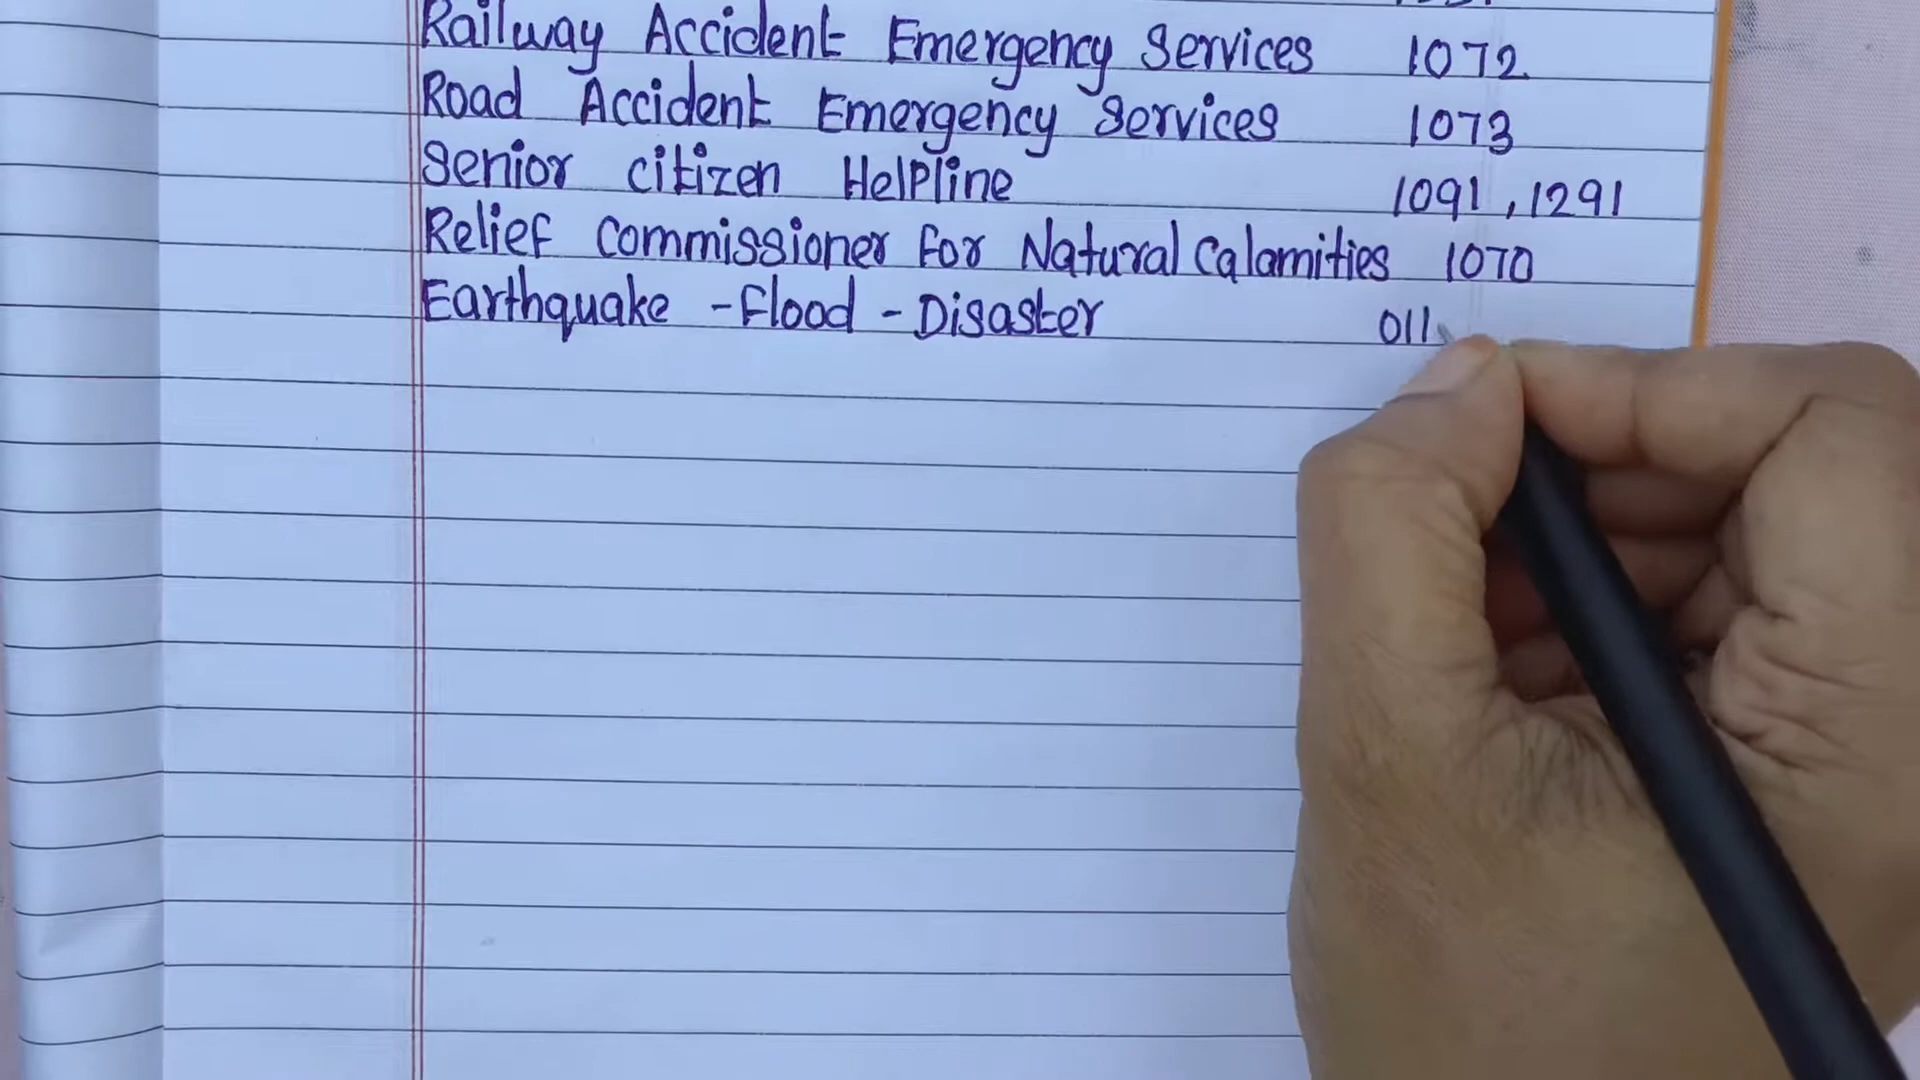 Railway Accident Emergency Services 1072
Road Accident Emergency Services 1073
Senior citizen Helpline 1091, 1291
Relief commissioner for Natural Calamities 1070
Earthquake - Flood - Disaster 011